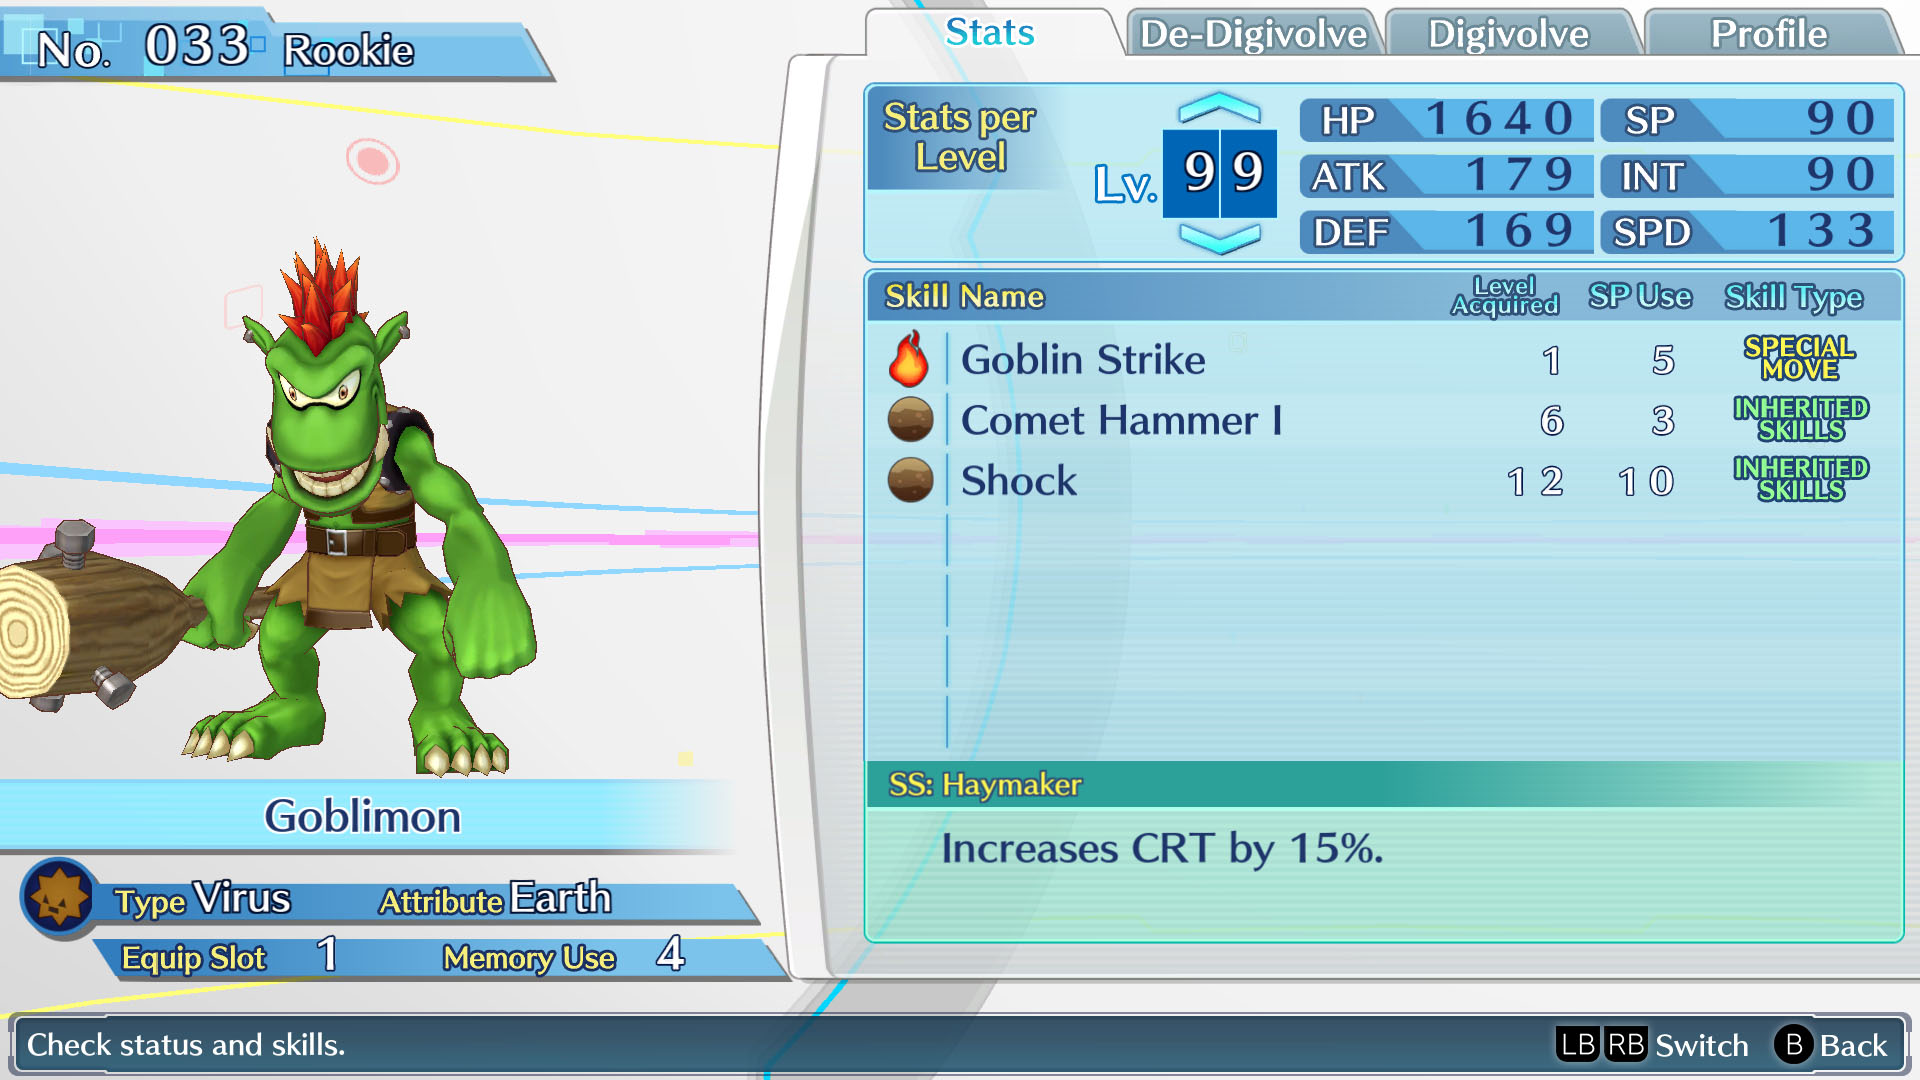 No. 033 Rookie
Stats
De-Digivolve
Digivolve
Profile
Stats per
Level
Lv. 99
HP 1640
SP 90
ATK 179
INT 90
DEF 169
SPD 133
Skill Name
Level
Acquired
SP Use
Skill Type
Goblin Strike 1 5 SPECIAL
MOVE
Comet Hammer I 6 3 INHERITED
SKILLS
Shock 12 10 INHERITED
SKILLS
SS: Haymaker
Increases CRT by 15%.
Goblimon
Type Virus Attribute Earth
Equip Slot 1 Memory Use 4
Check status and skills.
LB RB Switch B Back